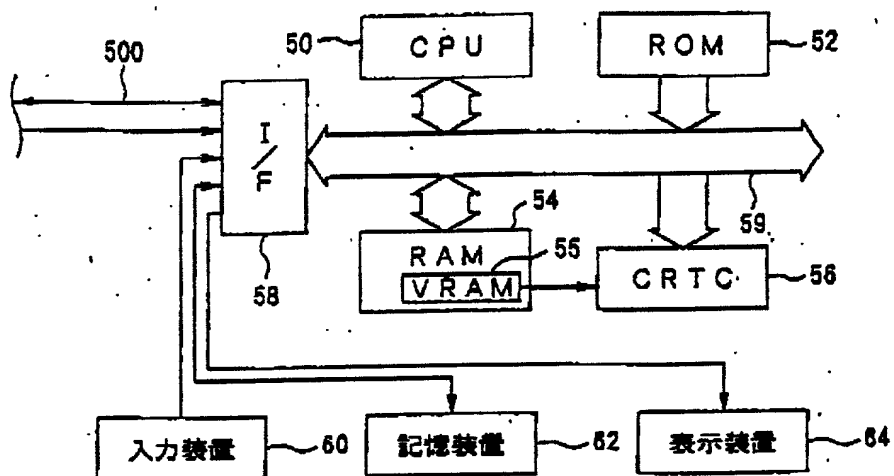 500
50
CPU
ROM
52
I/F
58
59
54
RAM
55
VRAM
CRTC
56
入力装置
60
記憶装置
62
表示装置
64